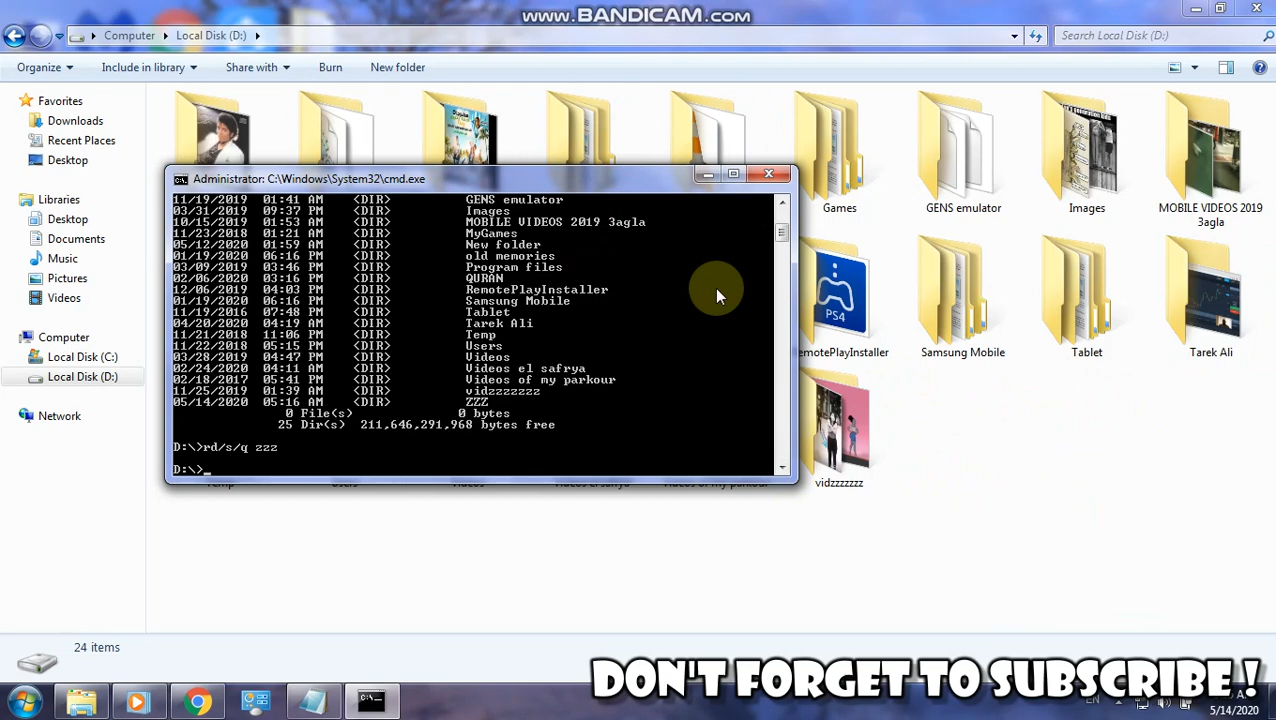 www.BANDICAM.com
Computer
Local Disk (D:)
Search Local Disk (D:)
Organize
Include in library
Share with
Burn
New folder
Favorites
Downloads
Recent Places
Desktop
Libraries
Desktop
Documents
Music
Pictures
Videos
Computer
Local Disk (C:)
Local Disk (D:)
Network
Games
GENS emulator
Images
MOBILE VIDEOS 2019
3agla
PS4
emotePlayInstaller
Samsung Mobile
Tablet
Tarek Ali
vidzzzzzzz
Administrator: C:\Windows\System32\cmd.exe
11/19/2019 01:41 AM <DIR> GENS emulator
03/31/2019 09:37 PM <DIR> Images
10/15/2019 01:53 AM <DIR> MOBILE VIDEOS 2019 3agla
11/23/2018 01:21 AM <DIR> MyGames
05/12/2020 01:59 AM <DIR> New folder
01/19/2020 06:16 PM <DIR> old memories
03/09/2019 03:46 PM <DIR> Program files
02/06/2020 03:16 PM <DIR> QURAN
12/06/2019 04:03 PM <DIR> RemotePlayInstaller
01/19/2020 06:16 PM <DIR> Samsung Mobile
11/19/2016 07:48 PM <DIR> Tablet
04/20/2020 04:19 AM <DIR> Tarek Ali
11/21/2018 11:06 PM <DIR> Temp
11/22/2018 05:15 PM <DIR> Users
03/28/2019 04:47 PM <DIR> Videos
02/24/2020 04:11 AM <DIR> Videos el safrya
02/18/2017 05:41 PM <DIR> Videos of my parkour
11/25/2019 01:39 AM <DIR> vidzzzzzzz
05/14/2020 05:16 AM <DIR> ZZZ
0 File(s) 0 bytes
25 Dir(s) 211,646,291,968 bytes free
D:\>rd/s/q zzz
D:\>_
24 items
DON'T FORGET TO SUBSCRIBE !
EN
5/14/2020